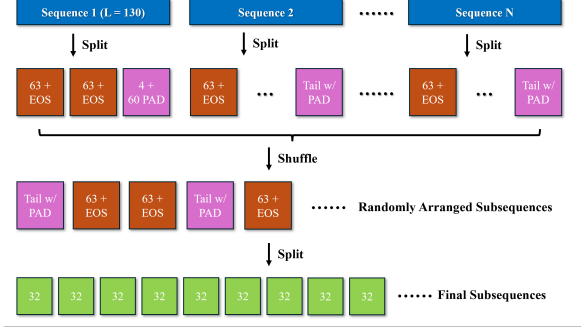 Sequence 1 (L = 130) Sequence 2 ...... Sequence N
Split Split Split
63 + EOS 63 + EOS 4 + 60 PAD 63 + EOS ... Tail w/ PAD ...... 63 + EOS ... Tail w/ PAD
Shuffle
Tail w/ PAD 63 + EOS 63 + EOS Tail w/ PAD 63 + EOS ...... Randomly Arranged Subsequences
Split
32 32 32 32 32 32 32 32 32 ...... Final Subsequences